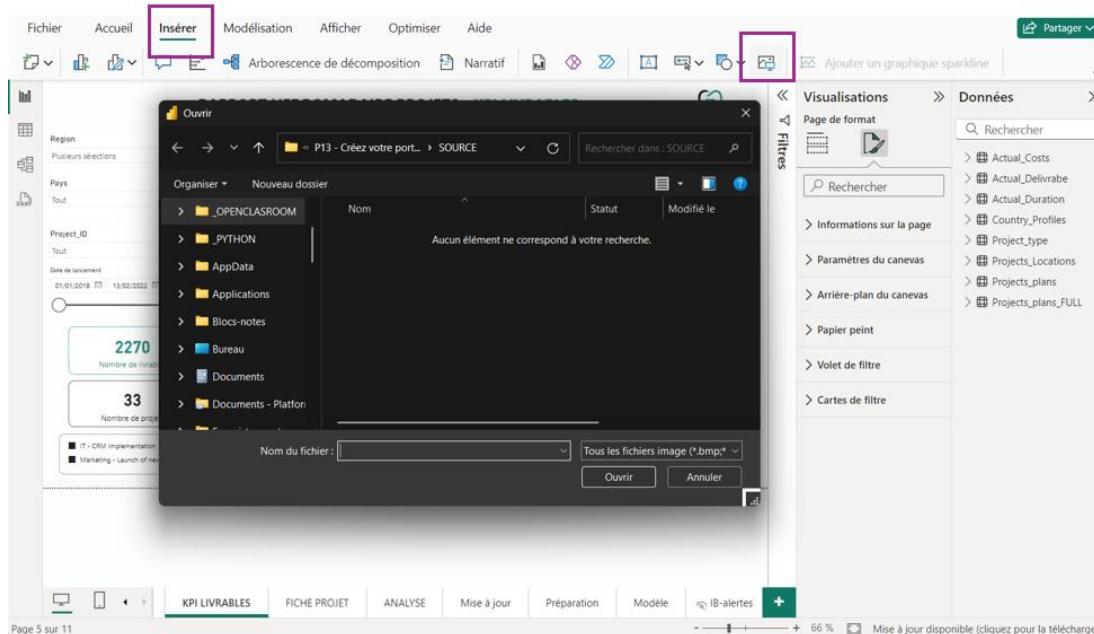 Fichier Accueil Insérer Modélisation Afficher Optimiser Aide
Partager
Arborescence de décomposition Narratif Ajouter un graphique sparkline
Ouvrir
P13 - Créez votre port... SOURCE
Rechercher dans : SOURCE
Organiser Nouveau dossier
Nom Statut Modifié le
Aucun élément ne correspond à votre recherche.
_OPENCLASROOM
_PYTHON
AppData
Applications
Blocs-notes
Bureau
Documents
Documents - Platfor
Nom du fichier :
Tous les fichiers image (*.bmp;*
Ouvrir Annuler
Region
Plusieurs sélections
Pays
Tout
Project_ID
Tout
Date de lancement
01/01/2018 13/02/2022
2270
Nombre de livrab
33
Nombre de proje
IT - CRM Implementation
Marketing - Launch of ne
Filtres
Visualisations
Page de format
Rechercher
Informations sur la page
Paramètres du canevas
Arrière-plan du canevas
Papier peint
Volet de filtre
Cartes de filtre
Données
Rechercher
Actual_Costs
Actual_Delivrabe
Actual_Duration
Country_Profiles
Project_type
Projects_Locations
Projects_plans
Projects_plans_FULL
KPI LIVRABLES FICHE PROJET ANALYSE Mise à jour Préparation Modèle IB-alertes
Page 5 sur 11
66 %
Mise à jour disponible (cliquez pour la télécharge